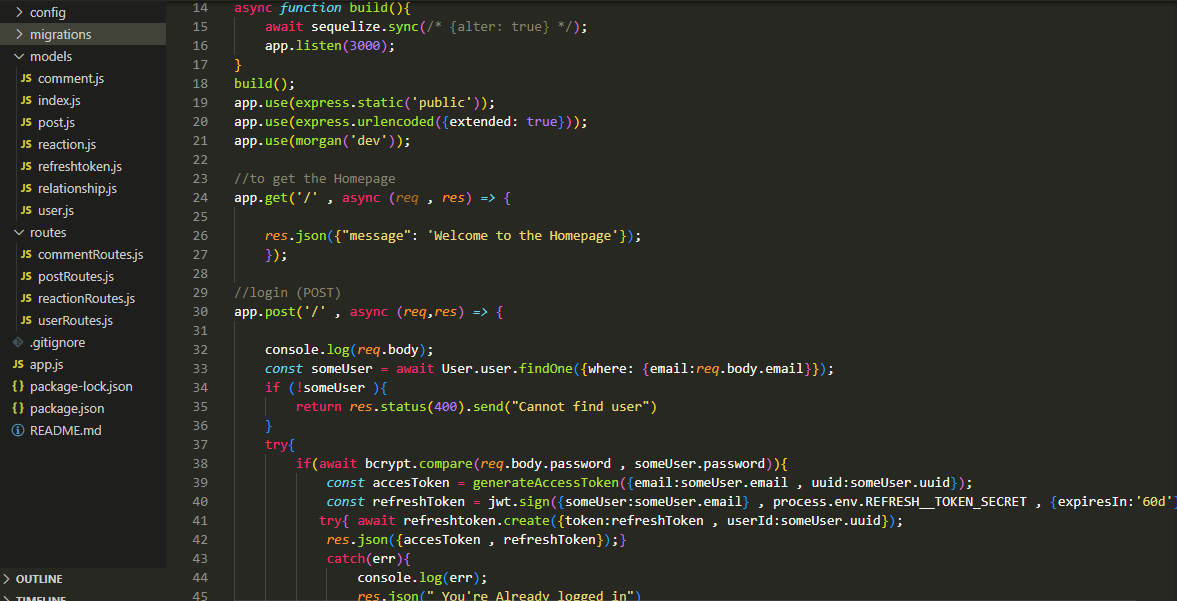 config
migrations
models
JS comment.js
JS index.js
JS post.js
JS reaction.js
JS refreshtoken.js
JS relationship.js
JS user.js
routes
JS commentRoutes.js
JS postRoutes.js
JS reactionRoutes.js
JS userRoutes.js
.gitignore
JS app.js
{} package-lock.json
{} package.json
README.md
OUTLINE
TIMELINE
14 async function build(){
15     await sequelize.sync(/* {alter: true} */);
16     app.listen(3000);
17 }
18 build();
19 app.use(express.static('public'));
20 app.use(express.urlencoded({extended: true}));
21 app.use(morgan('dev'));
22
23 //to get the Homepage
24 app.get('/' , async (req , res) => {
25
26     res.json({"message": 'Welcome to the Homepage'});
27     });
28
29 //login (POST)
30 app.post('/' , async (req,res) => {
31
32     console.log(req.body);
33     const someUser = await User.user.findOne({where: {email:req.body.email}});
34     if (!someUser ){
35         return res.status(400).send("Cannot find user")
36     }
37     try{
38         if(await bcrypt.compare(req.body.password , someUser.password)){
39             const accesToken = generateAccessToken({email:someUser.email , uuid:someUser.uuid});
40             const refreshToken = jwt.sign({someUser:someUser.email} , process.env.REFRESH__TOKEN_SECRET , {expiresIn:'60d'}
41            try{ await refreshtoken.create({token:refreshToken , userId:someUser.uuid});
42             res.json({accesToken , refreshToken});}
43             catch(err){
44                 console.log(err);
45                 res.json(" You're Already logged in")